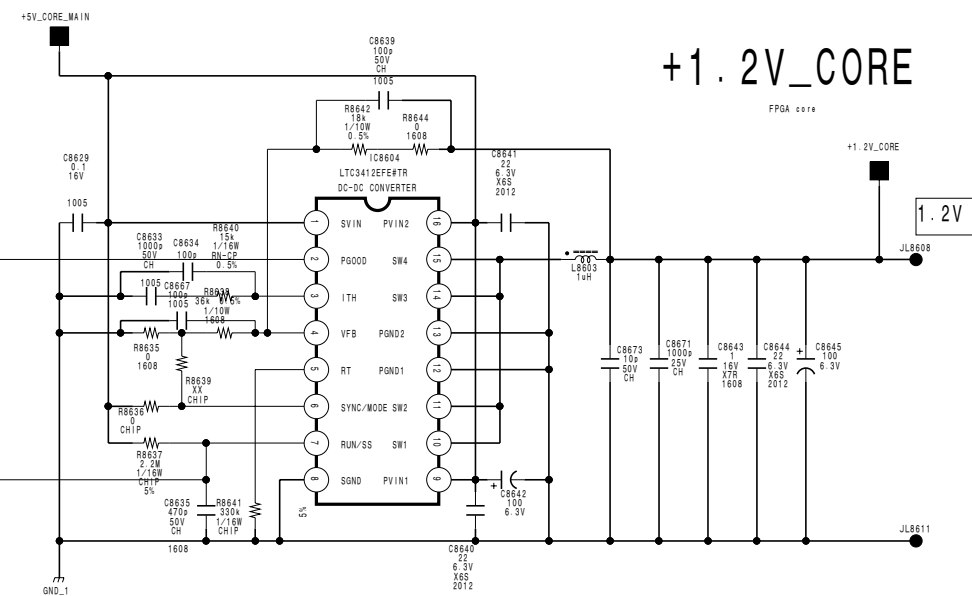 +5V_CORE_MAIN
+1.2V_CORE
FPGA core
+1.2V_CORE
1.2V
JL8608
JL8611
C8639
100p
50V
CH
1005
R8642
18k
1/10W
0.5%
R8644
0
1608
C8629
0.1
16V
1005
IC8604
LTC3412EFE#TR
DC-DC CONVERTER
C8641
22
6.3V
X6S
2012
1
SVIN
PVIN2
16
2
PGOOD
SW4
15
3
ITH
SW3
14
4
VFB
PGND2
13
5
RT
PGND1
12
6
SYNC/MODE
SW2
11
7
RUN/SS
SW1
10
8
SGND
PVIN1
9
C8633
1000p
50V
CH
1005
C8634
100p
R8640
15k
1/16W
RN-CP
0.5%
C8667
100p
1005
36k
1/10W
1608
R8635
0
1608
R8639
XX
CHIP
R8636
0
CHIP
R8637
2.2M
1/16W
CHIP
5%
C8635
470p
50V
CH
1608
R8641
330k
1/16W
CHIP
5%
L8603
1uH
C8673
10p
50V
CH
C8671
1000p
25V
CH
C8643
1
16V
X7R
1608
C8644
22
6.3V
X6S
2012
+
C8645
100
6.3V
+
C8642
100
6.3V
C8640
22
6.3V
X6S
2012
GND_1